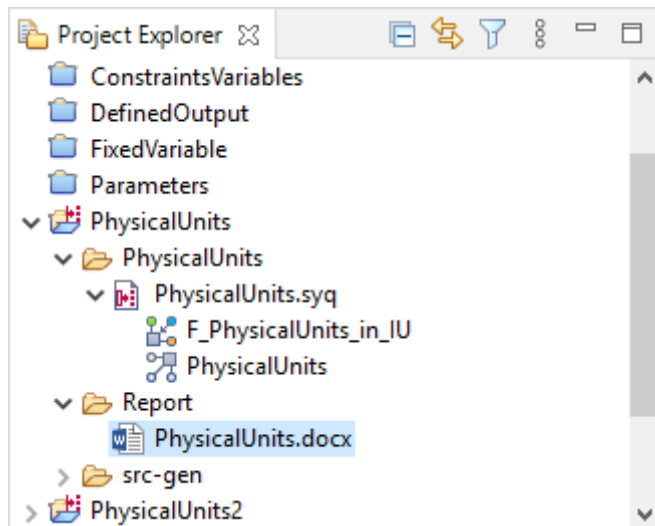 Project Explorer
ConstraintsVariables
DefinedOutput
FixedVariable
Parameters
PhysicalUnits
PhysicalUnits
PhysicalUnits.syq
F_PhysicalUnits_in_IU
PhysicalUnits
Report
PhysicalUnits.docx
src-gen
PhysicalUnits2